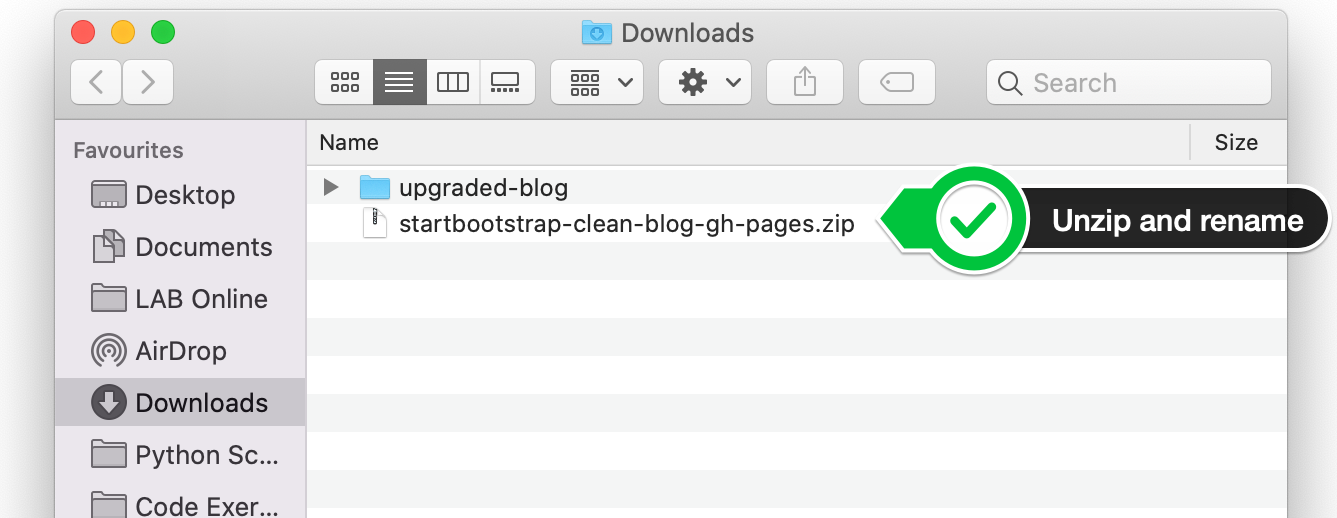 Downloads
Search
Favourites
Desktop
Documents
LAB Online
AirDrop
Downloads
Python Sc...
Code Exer...
Name
Size
upgraded-blog
startbootstrap-clean-blog-gh-pages.zip
Unzip and rename